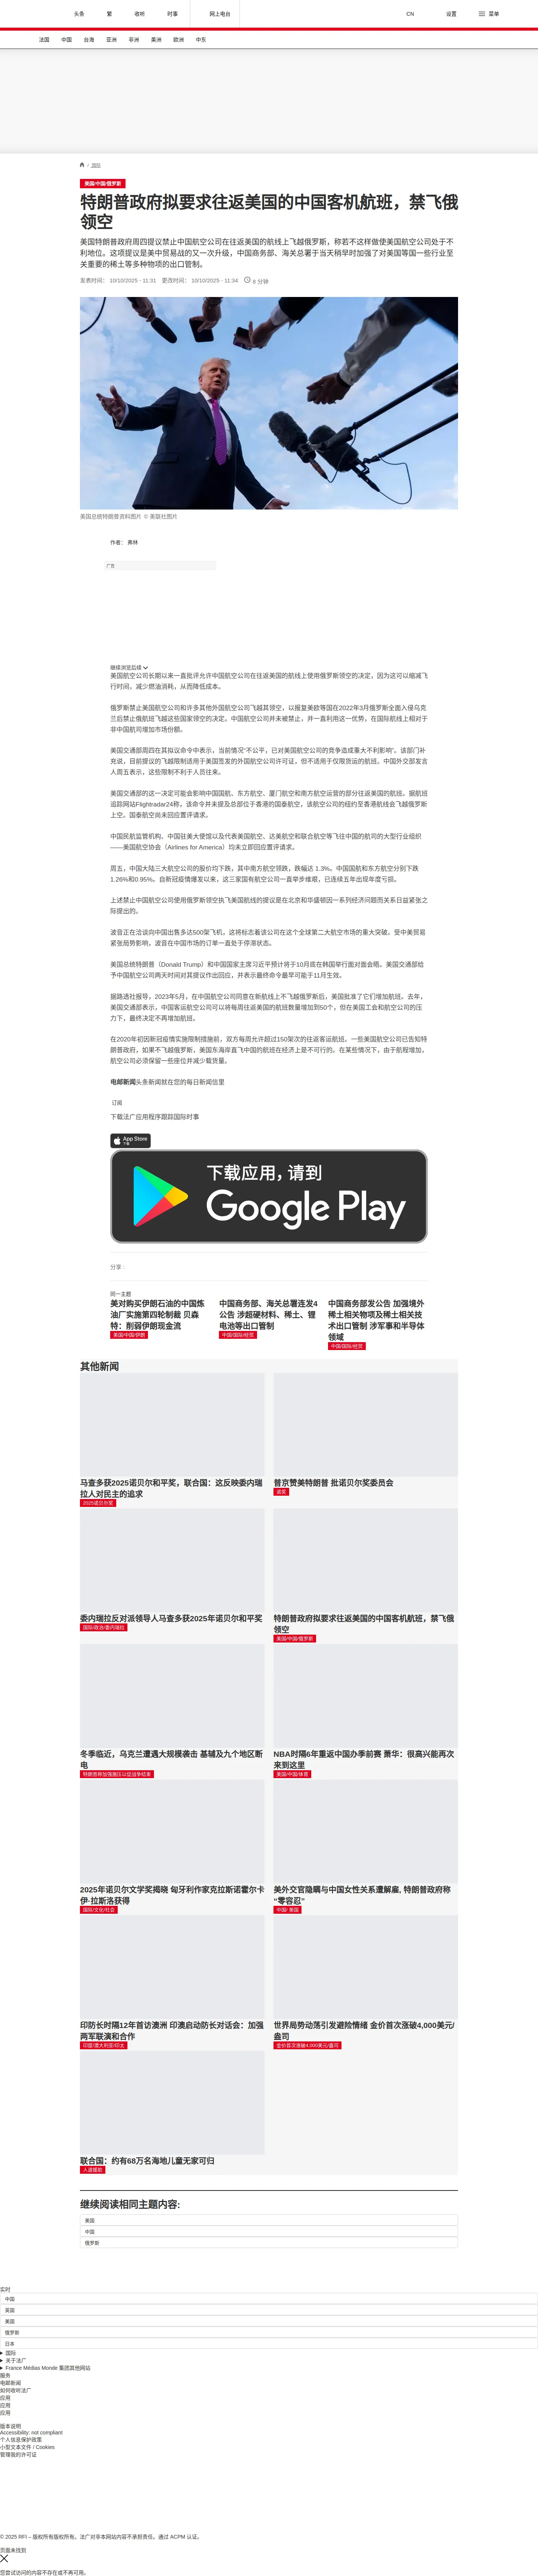 头条
繁
收听
时事
网上电台
CN
设置
菜单
法国
中国
台海
亚洲
非洲
美洲
欧洲
中东
/ 国际
美国/中国/俄罗斯
特朗普政府拟要求往返美国的中国客机航班，禁飞俄
领空
美国特朗普政府周四提议禁止中国航空公司在往返美国的航线上飞越俄罗斯，称若不这样做使美国航空公司处于不
利地位。这项提议是美中贸易战的又一次升级，中国商务部、海关总署于当天稍早时加强了对美国等国一些行业至
关重要的稀土等多种物项的出口管制。
发表时间： 10/10/2025 - 11:31 更改时间： 10/10/2025 - 11:34 8 分钟
美国总统特朗普资料图片 © 美联社图片
作者： 弗林
广告
继续浏览后续
美国航空公司长期以来一直批评允许中国航空公司在往返美国的航线上使用俄罗斯领空的决定，因为这可以缩减飞
行时间，减少燃油消耗，从而降低成本。
俄罗斯禁止美国航空公司和许多其他外国航空公司飞越其领空，以报复美欧等国在2022年3月俄罗斯全面入侵乌克
兰后禁止俄航班飞越这些国家领空的决定。中国航空公司并未被禁止，并一直利用这一优势，在国际航线上相对于
非中国航司增加市场份额。
美国交通部周四在其拟议命令中表示，当前情况“不公平，已对美国航空公司的竞争造成重大不利影响”。该部门补
充说，目前提议的飞越限制适用于美国签发的外国航空公司许可证，但不适用于仅限货运的航班。中国外交部发言
人周五表示，这些限制不利于人员往来。
美国交通部的这一决定可能会影响中国国航、东方航空、厦门航空和南方航空运营的部分往返美国的航班。据航班
追踪网站Flightradar24称，该命令并未提及总部位于香港的国泰航空，该航空公司的纽约至香港航线会飞越俄罗斯
上空。国泰航空尚未回应置评请求。
中国民航监管机构、中国驻美大使馆以及代表美国航空、达美航空和联合航空等飞往中国的航司的大型行业组织
——美国航空协会（Airlines for America）均未立即回应置评请求。
周五，中国大陆三大航空公司的股价均下跌，其中南方航空领跌，跌幅达 1.3%。中国国航和东方航空分别下跌
1.26%和0.95%。自新冠疫情爆发以来，这三家国有航空公司一直举步维艰，已连续五年出现年度亏损。
上述禁止中国航空公司使用俄罗斯领空执飞美国航线的提议是在北京和华盛顿因一系列经济问题而关系日益紧张之
际提出的。
波音正在洽谈向中国出售多达500架飞机，这将标志着该公司在这个全球第二大航空市场的重大突破。受中美贸易
紧张局势影响，波音在中国市场的订单一直处于停滞状态。
美国总统特朗普（Donald Trump）和中国国家主席习近平预计将于10月底在韩国举行面对面会晤。美国交通部给
予中国航空公司两天时间对其提议作出回应，并表示最终命令最早可能于11月生效。
据路透社报导，2023年5月，在中国航空公司同意在新航线上不飞越俄罗斯后，美国批准了它们增加航班。去年，
美国交通部表示，中国客运航空公司可以将每周往返美国的航班数量增加到50个，但在美国工会和航空公司的压
力下，最终决定不再增加航班。
在2020年初因新冠疫情实施限制措施前，双方每周允许超过150架次的往返客运航班。一些美国航空公司已告知特
朗普政府，如果不飞越俄罗斯，美国东海岸直飞中国的航班在经济上是不可行的。在某些情况下，由于航程增加，
航空公司必须保留一些座位并减少载货量。
电邮新闻头条新闻就在您的每日新闻信里
订阅
下载法广应用程序跟踪国际时事
App Store
下载
下载应用，请到
Google Play
分享 :
同一主题
美对购买伊朗石油的中国炼
油厂实施第四轮制裁 贝森
特：削弱伊朗现金流
美国/中国/伊朗
中国商务部、海关总署连发4
公告 涉超硬材料、稀土、锂
电池等出口管制
中国/国际/经贸
中国商务部发公告 加强境外
稀土相关物项及稀土相关技
术出口管制 涉军事和半导体
领域
中国/国际/经贸
其他新闻
马查多获2025诺贝尔和平奖，联合国：这反映委内瑞
拉人对民主的追求
2025诺贝尔奖
普京赞美特朗普 批诺贝尔奖委员会
诺奖
委内瑞拉反对派领导人马查多获2025年诺贝尔和平奖
国际/政治/委内瑞拉
特朗普政府拟要求往返美国的中国客机航班，禁飞俄
领空
美国/中国/俄罗斯
冬季临近，乌克兰遭遇大规模袭击 基辅及九个地区断
电
特朗普称加强施压以促战争结束
NBA时隔6年重返中国办季前赛 萧华：很高兴能再次
来到这里
美国/中国/体育
2025年诺贝尔文学奖揭晓 匈牙利作家克拉斯诺霍尔卡
伊·拉斯洛获得
国际/文化/社会
美外交官隐瞒与中国女性关系遭解雇, 特朗普政府称
“零容忍”
中国/ 美国
印防长时隔12年首访澳洲 印澳启动防长对话会：加强
两军联演和合作
印度/澳大利亚/印太
世界局势动荡引发避险情绪 金价首次涨破4,000美元/
盎司
金价首次涨破4,000美元/盎司
联合国：约有68万名海地儿童无家可归
人道援助
继续阅读相同主题内容:
美国
中国
俄罗斯
实时
中国
英国
美国
俄罗斯
日本
国际
关于法广
France Médias Monde 集团其他网站
服务
电邮新闻
如何收听法广
应用
应用
应用
版本说明
Accessibility: not compliant
个人信息保护政策
小型文本文件 / Cookies
管理我的许可证
© 2025 RFI – 版权所有版权所有。法广对非本网站内容不承担责任。通过 ACPM 认证。
页面未找到
您尝试访问的内容不存在或不再可用。